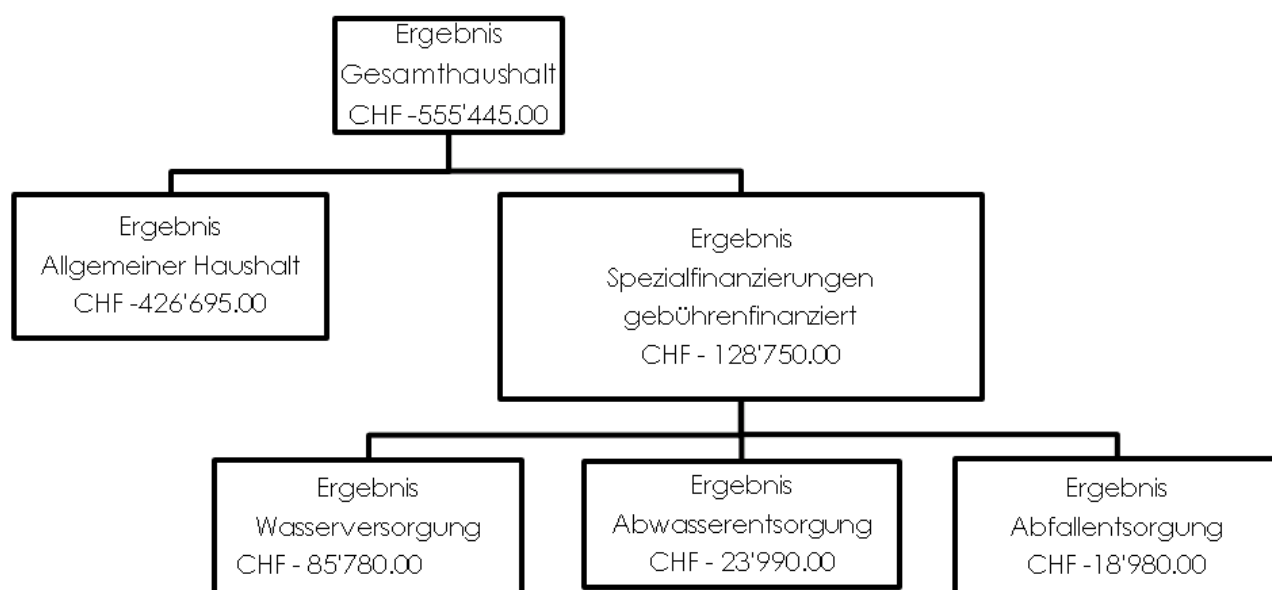 Ergebnis
Gesamthaushalt
CHF -555'445.00
Ergebnis
Allgemeiner Haushalt
CHF -426'695.00
Ergebnis
Spezialfinanzierungen
gebührenfinanziert
CHF - 128'750.00
Ergebnis
Wasserversorgung
CHF - 85'780.00
Ergebnis
Abwasserentsorgung
CHF - 23'990.00
Ergebnis
Abfallentsorgung
CHF -18'980.00